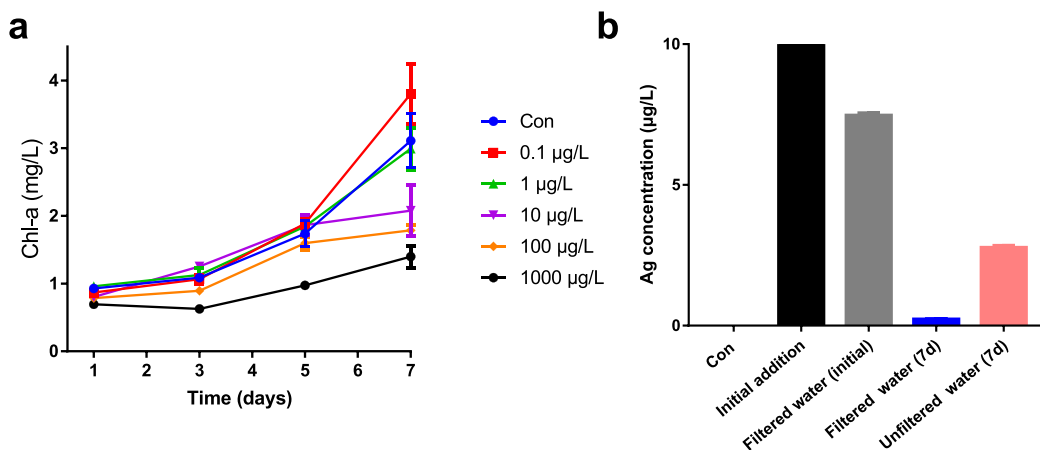 a
Chl-a (mg/L)
4
3
2
1
0
1 2 3 4 5 6 7
Time (days)
Con
0.1 µg/L
1 µg/L
10 µg/L
100 µg/L
1000 µg/L
b
Ag concentration (µg/L)
10
5
0
Con
Initial addition
Filtered water (initial)
Filtered water (7d)
Unfiltered water (7d)